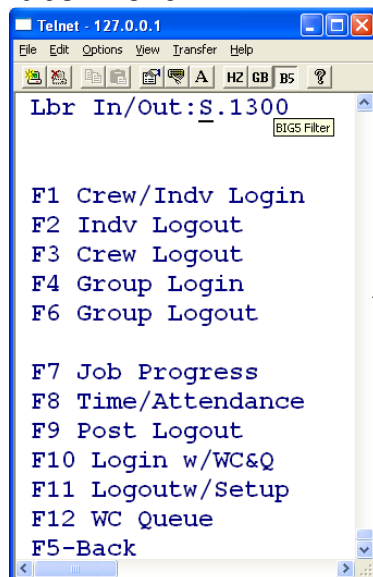 Telnet - 127.0.0.1
File Edit Options View Transfer Help
A HZ GB B5 ?
Lbr In/Out:S.1300
BIG5 Filter
F1 Crew/Indv Login
F2 Indv Logout
F3 Crew Logout
F4 Group Login
F6 Group Logout
F7 Job Progress
F8 Time/Attendance
F9 Post Logout
F10 Login w/WC&Q
F11 Logoutw/Setup
F12 WC Queue
F5-Back